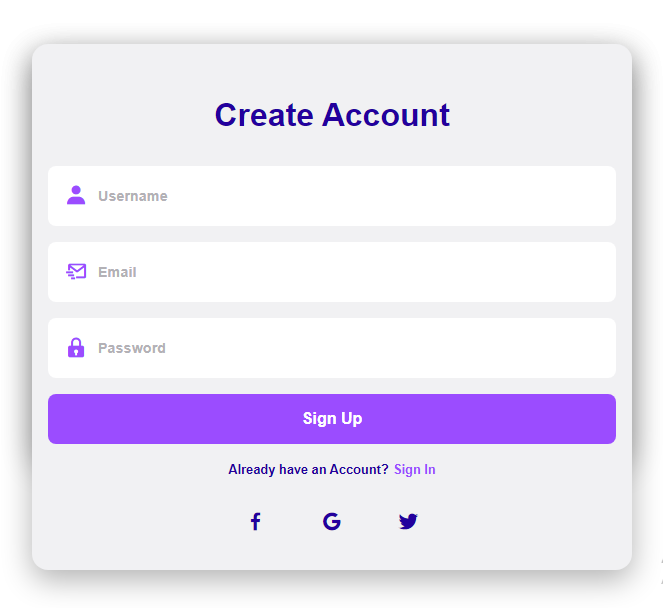 Create Account
Username
Email
Password
Sign Up
Already have an Account? Sign In